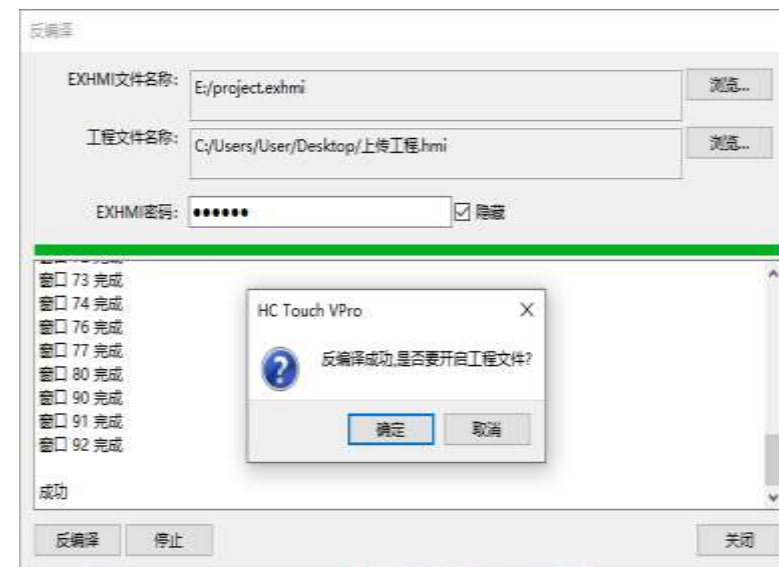 反编译
EXHMI文件名称:
E:/project.exhmi
浏览...
工程文件名称:
C:/Users/User/Desktop/上传工程.hmi
浏览...
EXHMI密码:
●●●●●●
隐藏
窗口 73 完成
窗口 74 完成
窗口 76 完成
窗口 77 完成
窗口 80 完成
窗口 90 完成
窗口 91 完成
窗口 92 完成
成功
HC Touch VPro
反编译成功,是否要开启工程文件?
确定
取消
反编译
停止
关闭